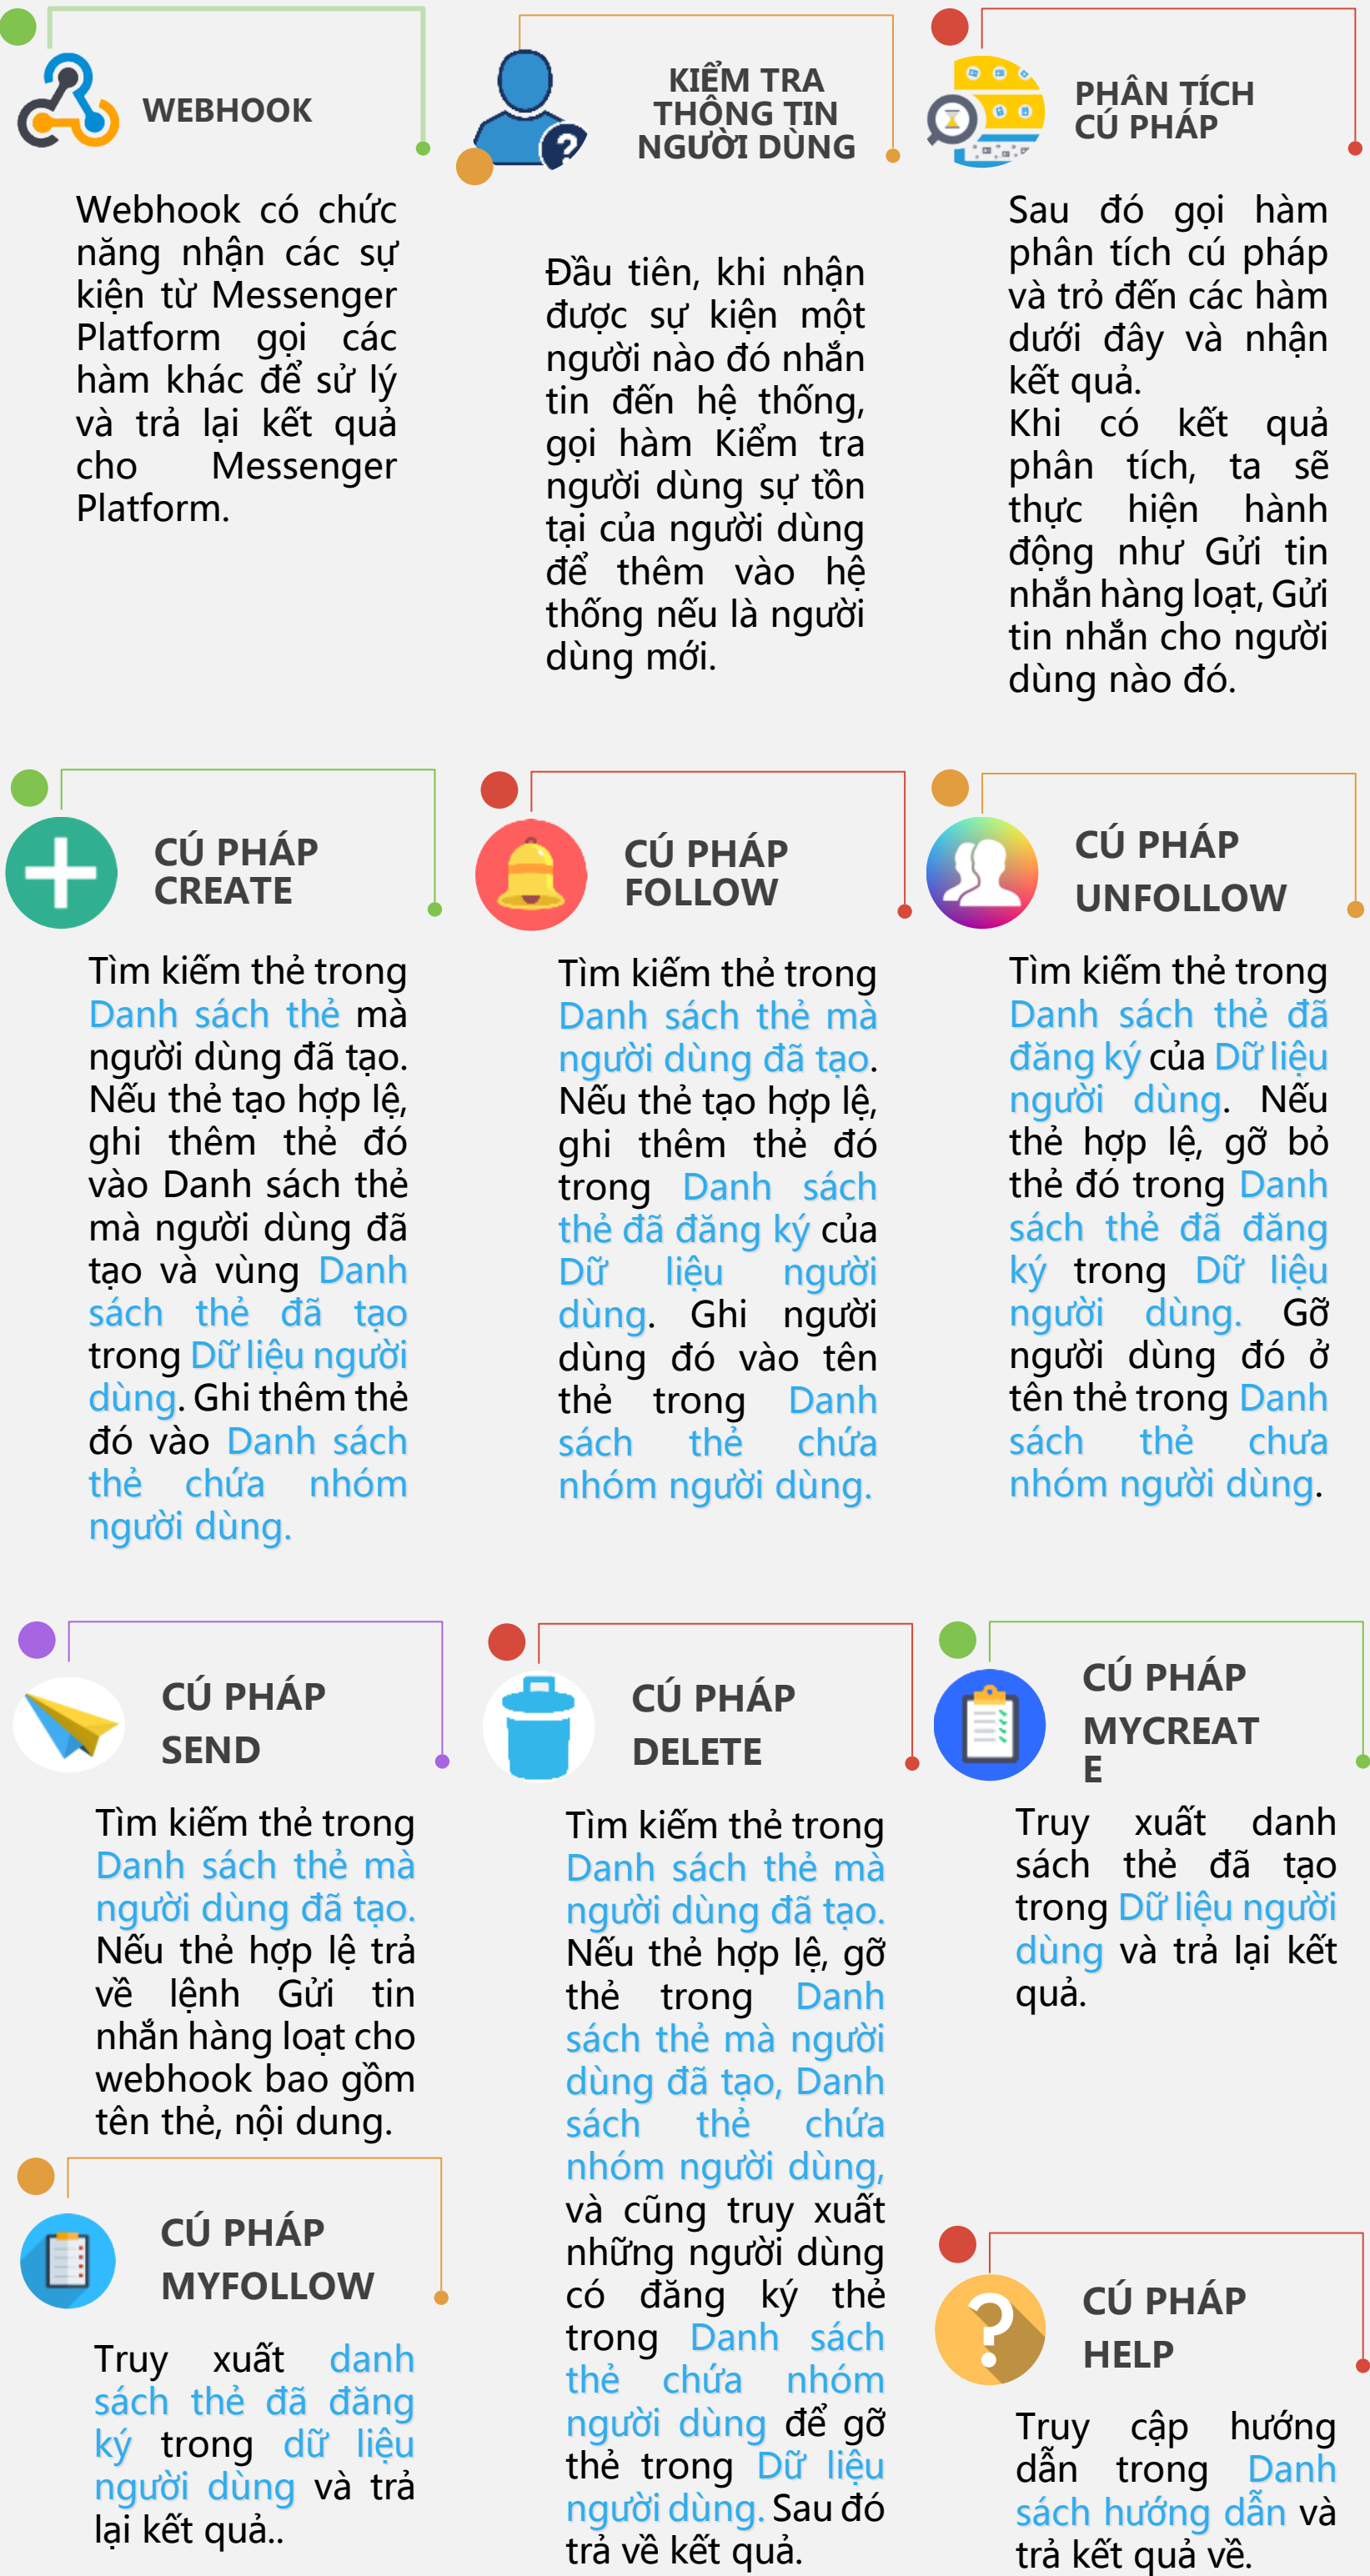 WEBHOOK
Webhook có chức
năng nhận các sự
kiện từ Messenger
Platform gọi các
hàm khác để sử lý
và trả lại kết quả
cho Messenger
Platform.
KIỂM TRA
THÔNG TIN
NGƯỜI DÙNG
Đầu tiên, khi nhận
được sự kiện một
người nào đó nhắn
tin đến hệ thống,
gọi hàm Kiểm tra
người dùng sự tồn
tại của người dùng
để thêm vào hệ
thống nếu là người
dùng mới.
PHÂN TÍCH
CÚ PHÁP
Sau đó gọi hàm
phân tích cú pháp
và trỏ đến các hàm
dưới đây và nhận
kết quả.
Khi có kết quả
phân tích, ta sẽ
thực hiện hành
động như Gửi tin
nhắn hàng loạt, Gửi
tin nhắn cho người
dùng nào đó.
CÚ PHÁP
CREATE
Tìm kiếm thẻ trong
Danh sách thẻ mà
người dùng đã tạo.
Nếu thẻ tạo hợp lệ,
ghi thêm thẻ đó
vào Danh sách thẻ
mà người dùng đã
tạo và vùng Danh
sách thẻ đã tạo
trong Dữ liệu người
dùng. Ghi thêm thẻ
đó vào Danh sách
thẻ chứa nhóm
người dùng.
CÚ PHÁP
FOLLOW
Tìm kiếm thẻ trong
Danh sách thẻ mà
người dùng đã tạo.
Nếu thẻ tạo hợp lệ,
ghi thêm thẻ đó
trong Danh sách
thẻ đã đăng ký của
Dữ liệu người
dùng. Ghi người
dùng đó vào tên
thẻ trong Danh
sách thẻ chứa
nhóm người dùng.
CÚ PHÁP
UNFOLLOW
Tìm kiếm thẻ trong
Danh sách thẻ đã
đăng ký của Dữ liệu
người dùng. Nếu
thẻ hợp lệ, gỡ bỏ
thẻ đó trong Danh
sách thẻ đã đăng
ký trong Dữ liệu
người dùng. Gỡ
người dùng đó ở
tên thẻ trong Danh
sách thẻ chưa
nhóm người dùng.
CÚ PHÁP
SEND
Tìm kiếm thẻ trong
Danh sách thẻ mà
người dùng đã tạo.
Nếu thẻ hợp lệ trả
về lệnh Gửi tin
nhắn hàng loạt cho
webhook bao gồm
tên thẻ, nội dung.
CÚ PHÁP
DELETE
Tìm kiếm thẻ trong
Danh sách thẻ mà
người dùng đã tạo.
Nếu thẻ hợp lệ, gỡ
thẻ trong Danh
sách thẻ mà người
dùng đã tạo, Danh
sách thẻ chứa
nhóm người dùng,
và cũng truy xuất
những người dùng
có đăng ký thẻ
trong Danh sách
thẻ chứa nhóm
người dùng để gỡ
thẻ trong Dữ liệu
người dùng. Sau đó
trả về kết quả.
CÚ PHÁP
MYCREAT
E
Truy xuất danh
sách thẻ đã tạo
trong Dữ liệu người
dùng và trả lại kết
quả.
CÚ PHÁP
MYFOLLOW
Truy xuất danh
sách thẻ đã đăng
ký trong dữ liệu
người dùng và trả
lại kết quả..
CÚ PHÁP
HELP
Truy cập hướng
dẫn trong Danh
sách hướng dẫn và
trả kết quả về.